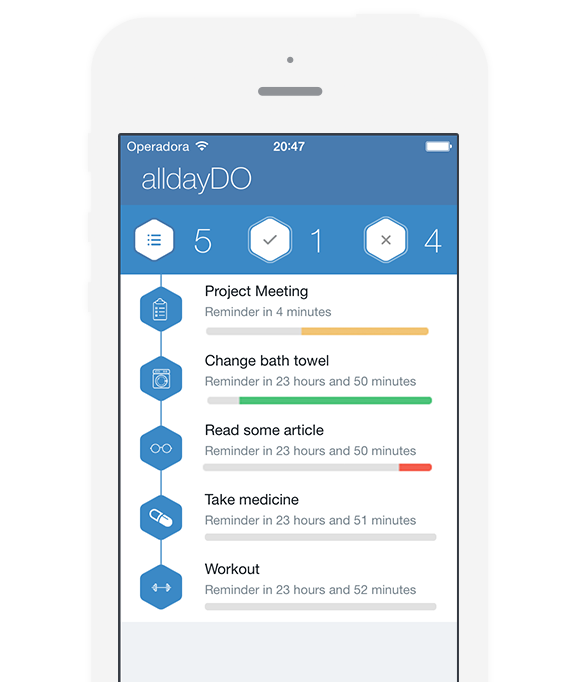 Operadora 20:47
alldayDO
5 1 4
Project Meeting
Reminder in 4 minutes
Change bath towel
Reminder in 23 hours and 50 minutes
Read some article
Reminder in 23 hours and 50 minutes
Take medicine
Reminder in 23 hours and 51 minutes
Workout
Reminder in 23 hours and 52 minutes